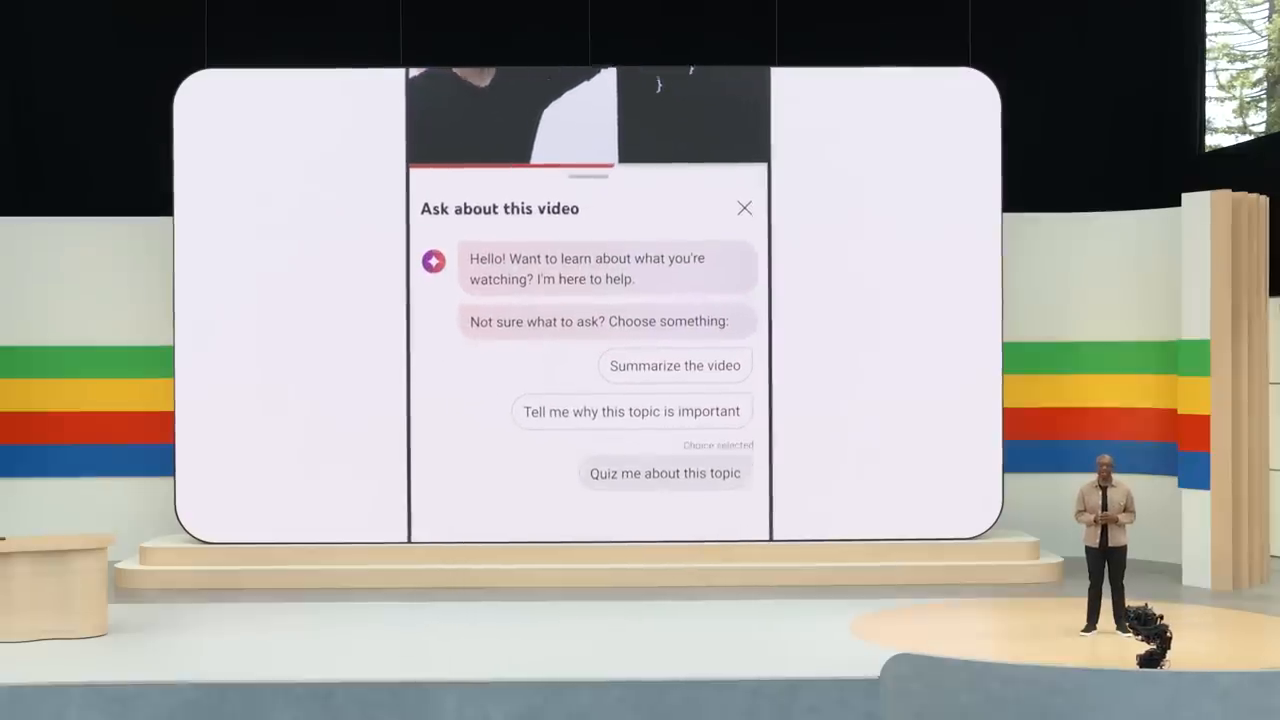 }
}
Ask about this video
Hello! Want to learn about what you're
watching? I'm here to help.
Not sure what to ask? Choose something:
Summarize the video
Tell me why this topic is important
Choice selected
Quiz me about this topic